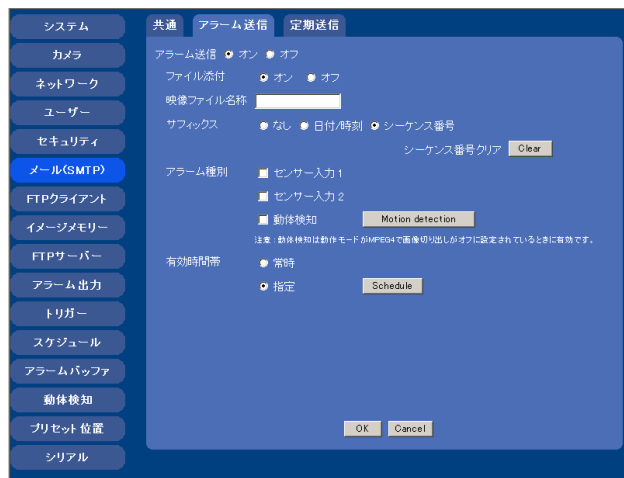 システム
カメラ
ネットワーク
ユーザー
セキュリティ
メール(SMTP)
FTPクライアント
イメージメモリー
FTPサーバー
アラーム出力
トリガー
スケジュール
アラームバッファ
動体検知
プリセット位置
シリアル
共通 アラーム送信 定期送信
アラーム送信 オン オフ
ファイル添付 オン オフ
映像ファイル名称
サフィックス なし 日付/時刻 シーケンス番号
シーケンス番号クリア Clear
アラーム種別 センサー入力1
センサー入力2
動体検知 Motion detection
注意:動体検知は動作モードがMPEG4で画像切り出しがオフに設定されているときに有効です。
有効時間帯 常時
指定 Schedule
OK Cancel